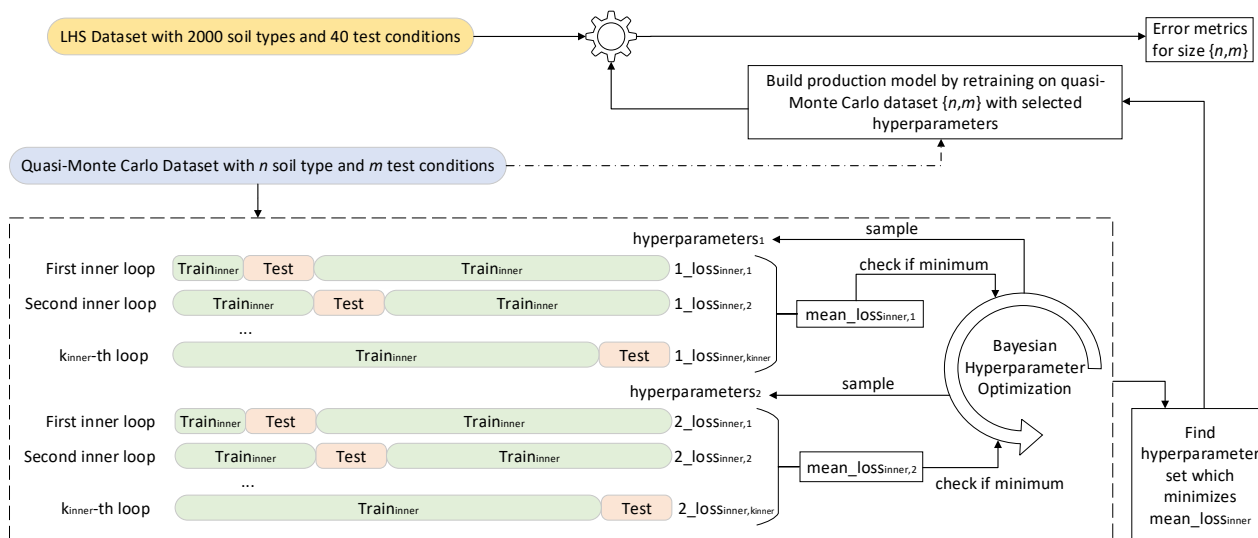 LHS Dataset with 2000 soil types and 40 test conditions
Error metrics
for size {n,m}
Build production model by retraining on quasi-
Monte Carlo dataset {n,m} with selected
hyperparameters
Quasi-Monte Carlo Dataset with n soil type and m test conditions
hyperparameters1
sample
First inner loop
Traininner
Test
Traininner
1_lossinner,1
check if minimum
Second inner loop
Traininner
Test
Traininner
1_lossinner,2
mean_lossinner,1
...
kinner-th loop
Traininner
Test
1_lossinner,kinner
Bayesian
Hyperparameter
Optimization
hyperparameters2
sample
First inner loop
Traininner
Test
Traininner
2_lossinner,1
Second inner loop
Traininner
Test
Traininner
2_lossinner,2
mean_lossinner,2
check if minimum
...
kinner-th loop
Traininner
Test
2_lossinner,kinner
Find
hyperparameter
set which
minimizes
mean_lossinner